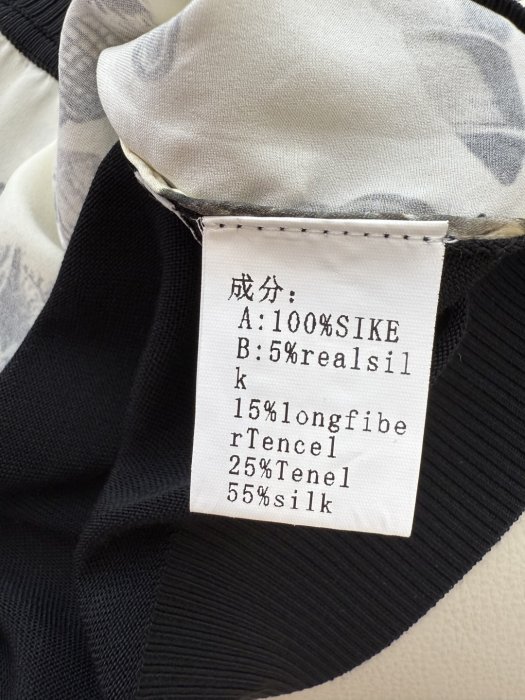 成分:
A:100%SIKE
B:5%realsil
k
15%longfibe
rTencel
25%Tenel
55%silk